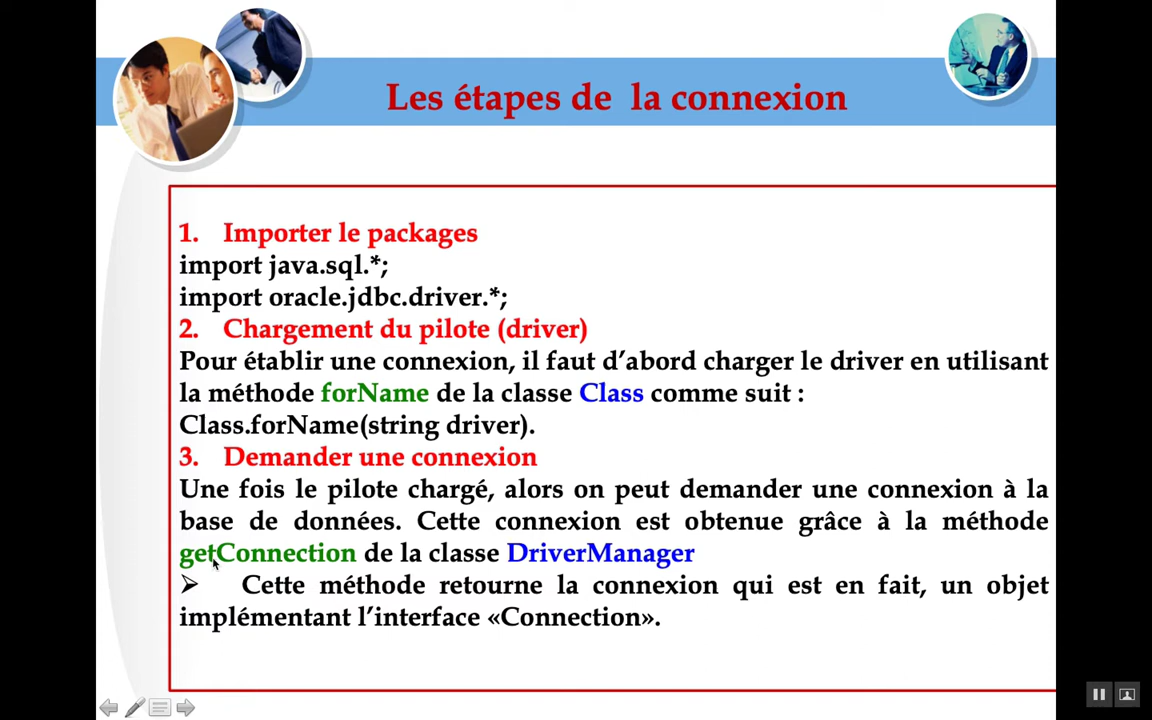 Les étapes de la connexion
1. Importer le packages
import java.sql.*;
import oracle.jdbc.driver.*;
2. Chargement du pilote (driver)
Pour établir une connexion, il faut d’abord charger le driver en utilisant
la méthode forName de la classe Class comme suit :
Class.forName(string driver).
3. Demander une connexion
Une fois le pilote chargé, alors on peut demander une connexion à la
base de données. Cette connexion est obtenue grâce à la méthode
getConnection de la classe DriverManager
➢ Cette méthode retourne la connexion qui est en fait, un objet
implémentant l’interface «Connection».